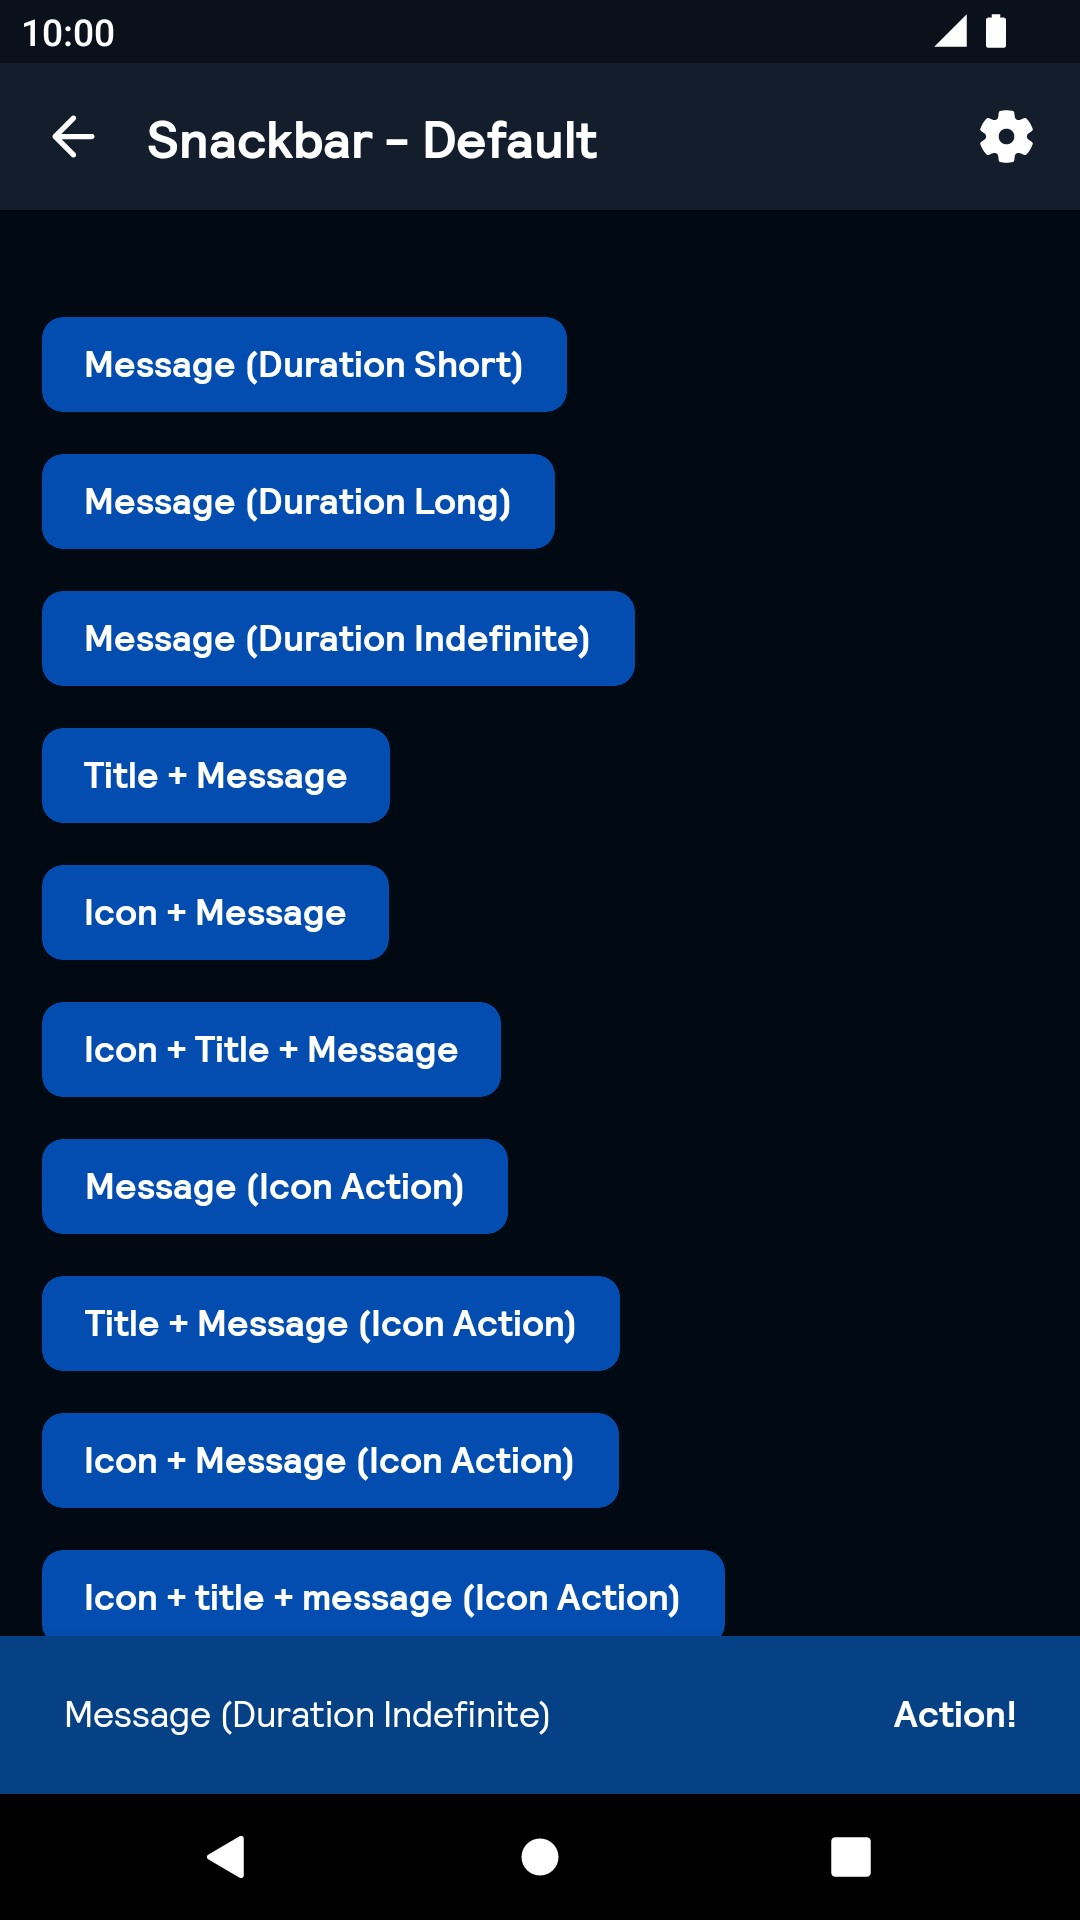 10:00
Snackbar - Default
Message (Duration Short)
Message (Duration Long)
Message (Duration Indefinite)
Title + Message
Icon + Message
Icon + Title + Message
Message (Icon Action)
Title + Message (Icon Action)
Icon + Message (Icon Action)
Icon + title + message (Icon Action)
Message (Duration Indefinite) Action!